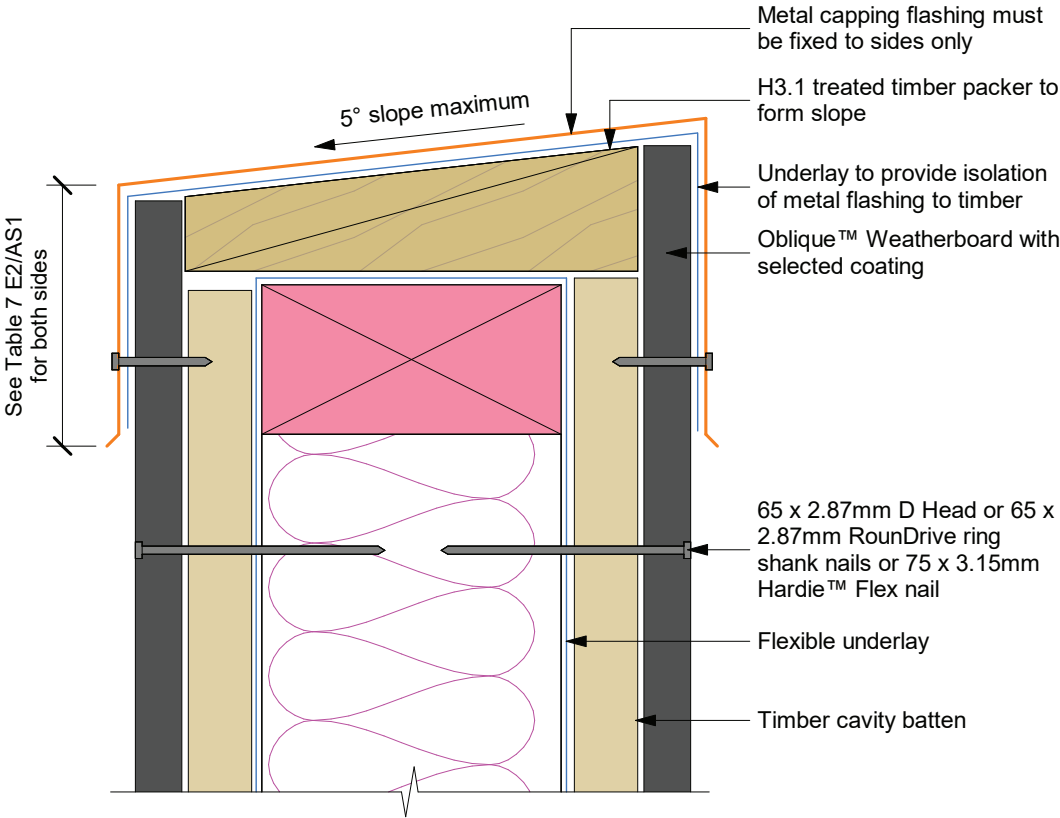 Metal capping flashing must
be fixed to sides only
H3.1 treated timber packer to
form slope
5° slope maximum
Underlay to provide isolation
of metal flashing to timber
Oblique™ Weatherboard with
selected coating
See Table 7 E2/AS1
for both sides
65 x 2.87mm D Head or 65 x
2.87mm RounDrive ring
shank nails or 75 x 3.15mm
Hardie™ Flex nail
Flexible underlay
Timber cavity batten